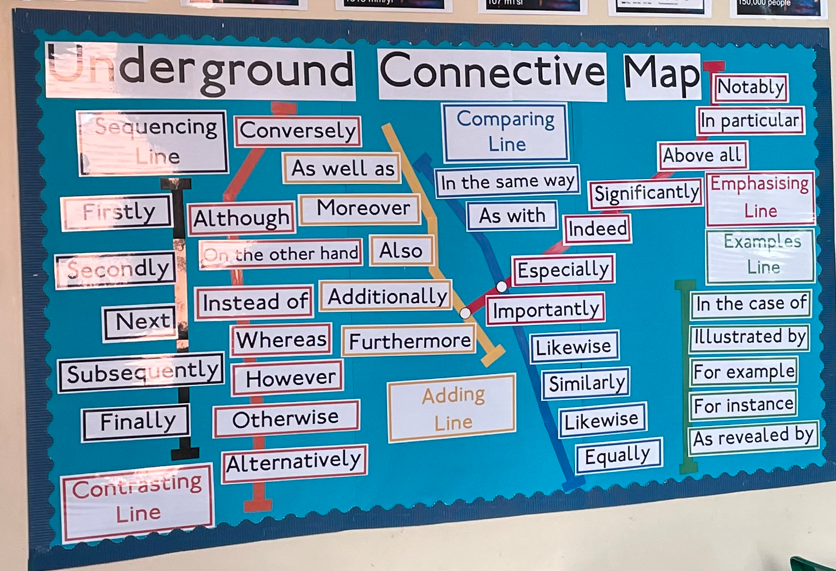 150,000 people
Underground Connective Map
Sequencing
Line
Firstly
Secondly
Next
Subsequently
Finally
Contrasting
Line
Conversely
Although
On the other hand
Instead of
Whereas
However
Otherwise
Alternatively
As well as
Moreover
Also
Additionally
Furthermore
Adding
Line
Comparing
Line
In the same way
As with
Likewise
Similarly
Likewise
Equally
Notably
In particular
Above all
Significantly
Indeed
Especially
Importantly
Emphasising
Line
Examples
Line
In the case of
Illustrated by
For example
For instance
As revealed by